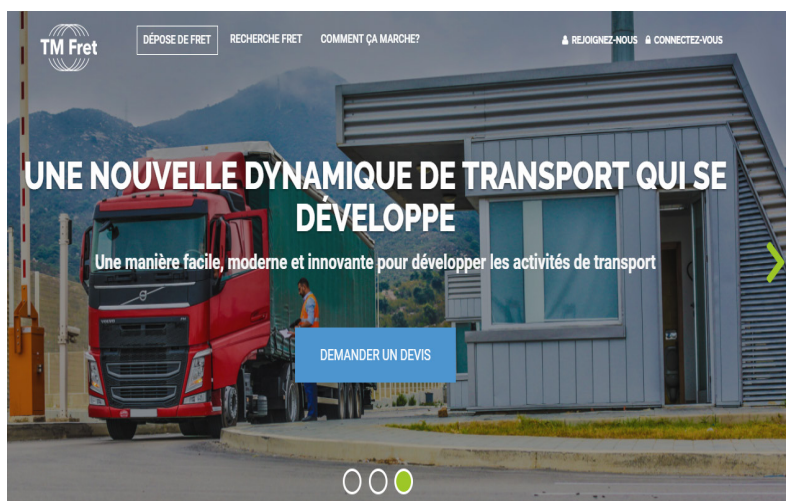 TM Fret
DÉPOSE DE FRET
RECHERCHE FRET
COMMENT ÇA MARCHE?
REJOIGNEZ-NOUS
CONNECTEZ-VOUS
UNE NOUVELLE DYNAMIQUE DE TRANSPORT QUI SE
DÉVELOPPE
Une manière facile, moderne et innovante pour développer les activités de transport
DEMANDER UN DEVIS